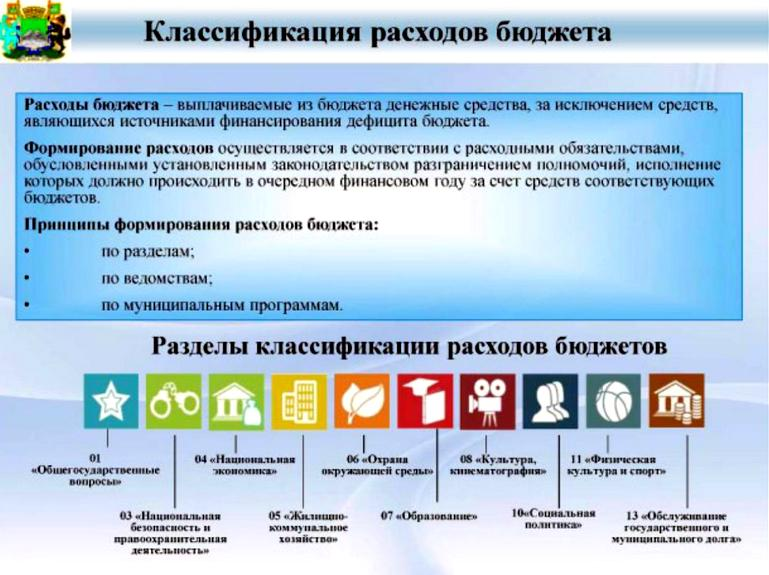 Классификация расходов бюджета
Расходы бюджета – выплачиваемые из бюджета денежные средства, за исключением средств,
являющихся источниками финансирования дефицита бюджета.
Формирование расходов осуществляется в соответствии с расходными обязательствами,
обусловленными установленным законодательством разграничением полномочий, исполнение
которых должно происходить в очередном финансовом году за счет средств соответствующих
бюджетов.
Принципы формирования расходов бюджета:
• по разделам;
• по ведомствам;
• по муниципальным программам.
Разделы классификации расходов бюджетов
01
«Общегосударственные
вопросы»
03 «Национальная
безопасность и
правоохранительная
деятельность»
04 «Национальная
экономика»
05 «Жилищно-
коммунальное
хозяйство»
06 «Охрана
окружающей среды»
07 «Образование»
08 «Культура,
кинематография»
10«Социальная
политика»
11 «Физическая
культура и спорт»
13 «Обслуживание
государственного и
муниципального долга»